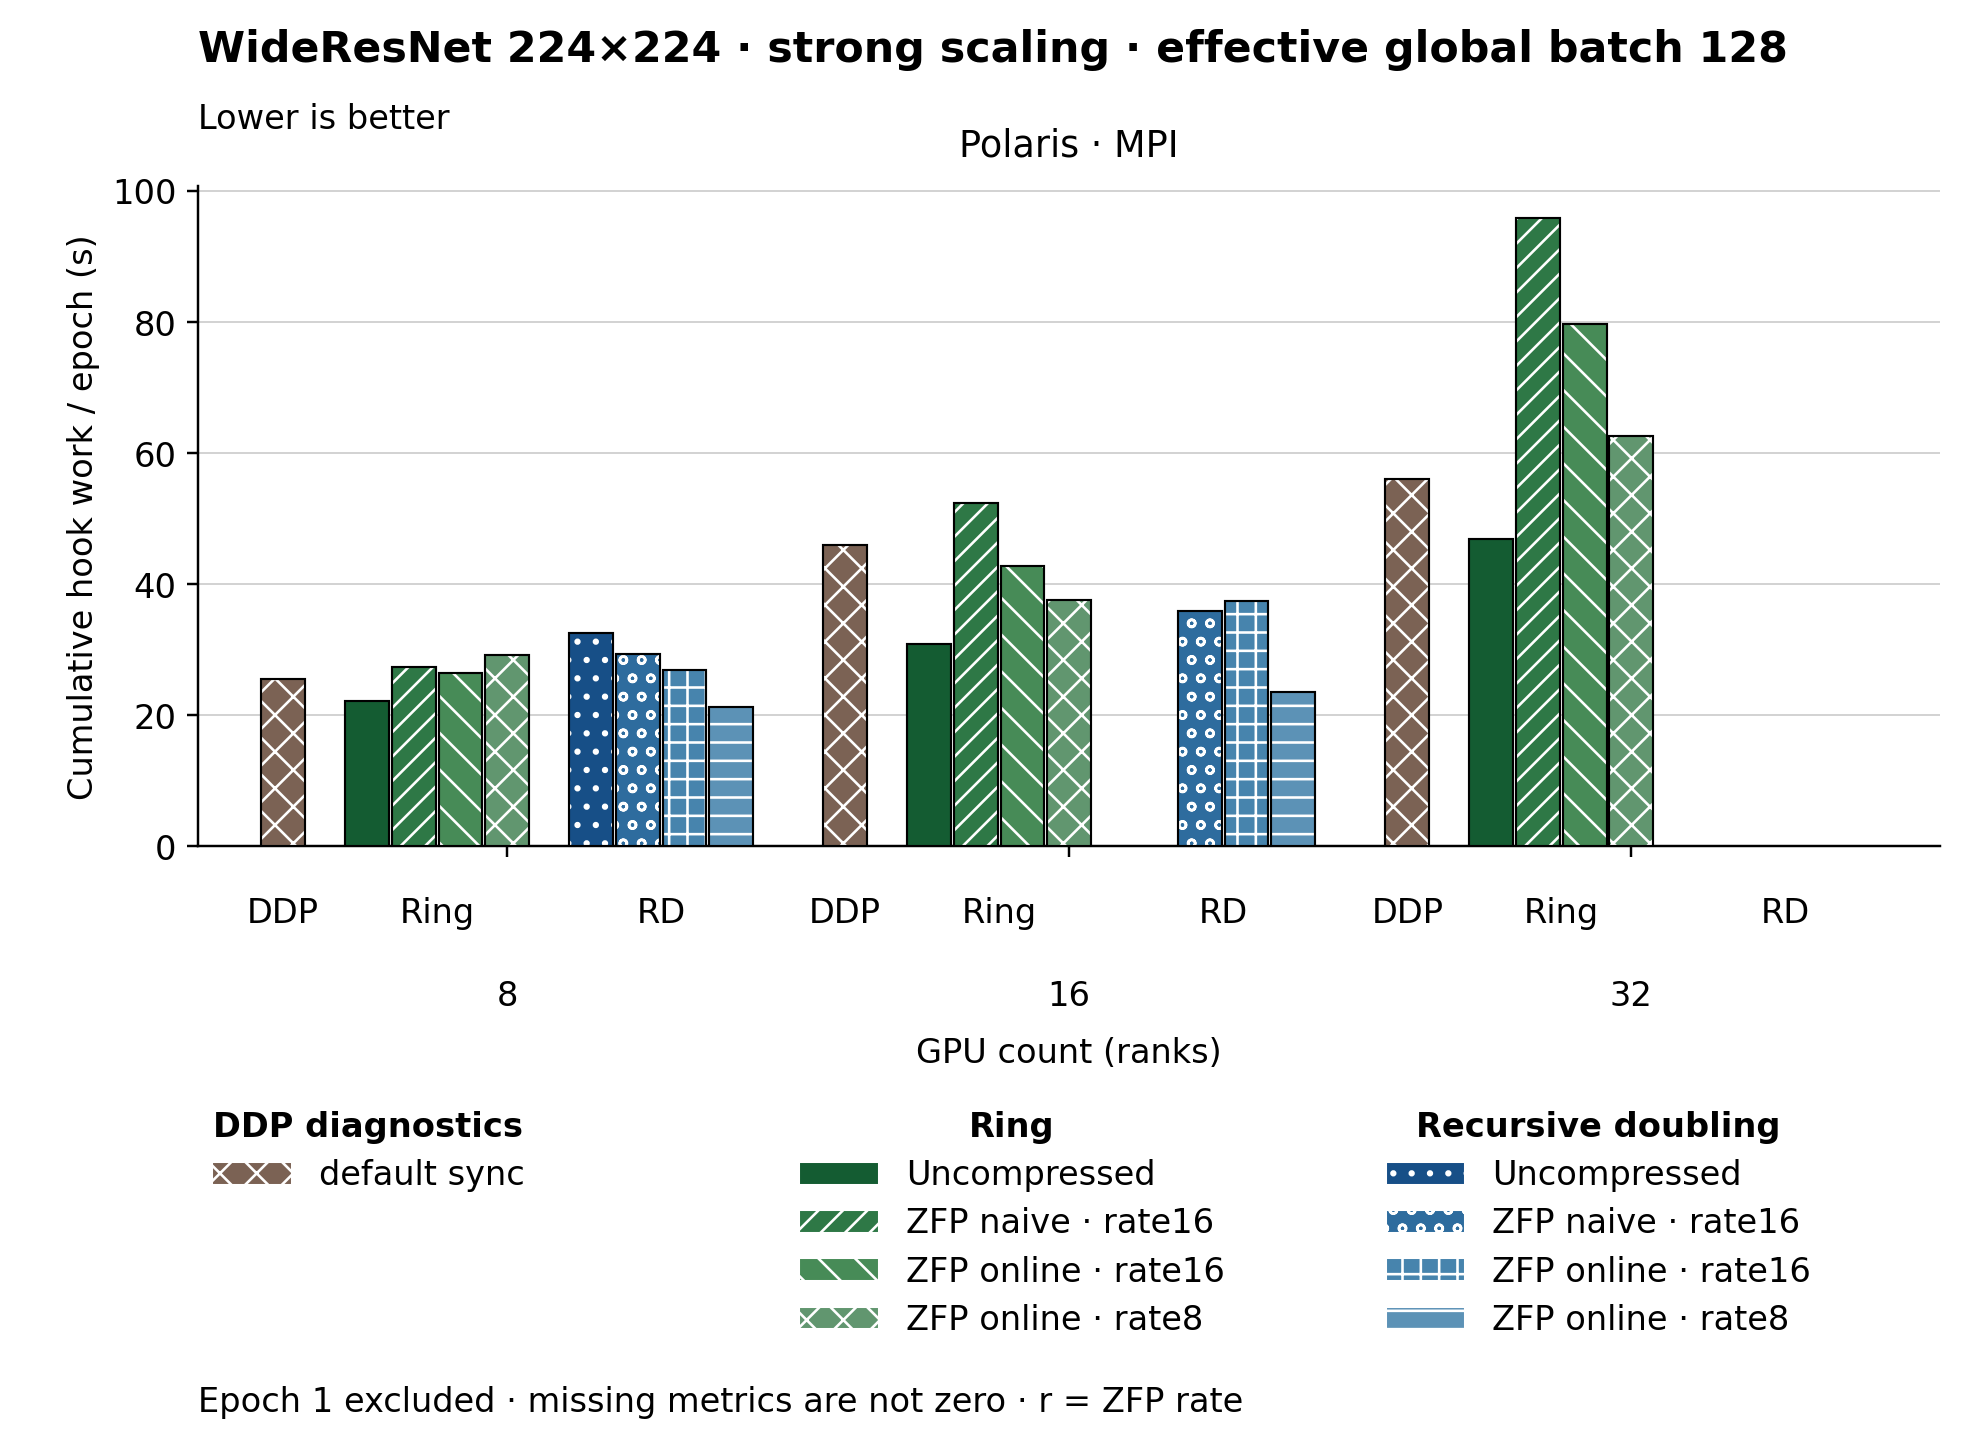 WideResNet 224×224 · strong scaling · effective global batch 128
Lower is better
Polaris · MPI
Cumulative hook work / epoch (s)
100
80
60
40
20
0
DDP Ring RD DDP Ring RD DDP Ring RD
8 16 32
GPU count (ranks)
DDP diagnostics
default sync
Ring
Uncompressed
ZFP naive · rate16
ZFP online · rate16
ZFP online · rate8
Recursive doubling
Uncompressed
ZFP naive · rate16
ZFP online · rate16
ZFP online · rate8
Epoch 1 excluded · missing metrics are not zero · r = ZFP rate